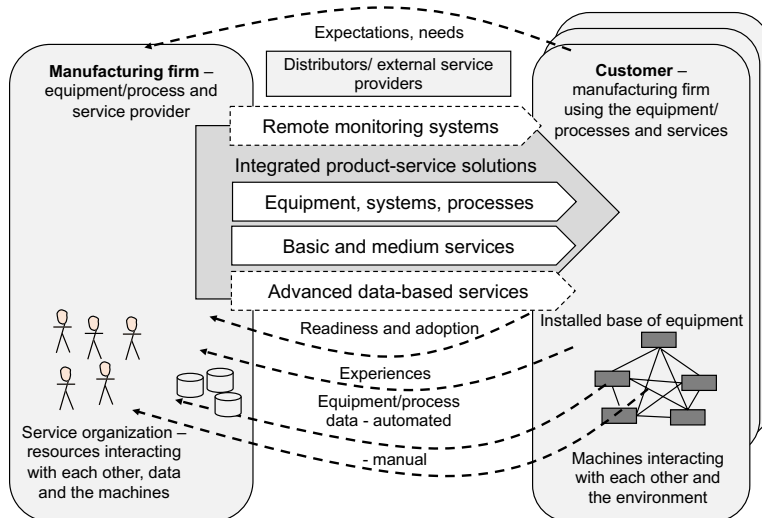 Expectations, needs
Manufacturing firm –
equipment/process and
service provider
Distributors/ external service
providers
Customer –
manufacturing firm
using the equipment/
processes and services
Remote monitoring systems
Integrated product-service solutions
Equipment, systems, processes
Basic and medium services
Advanced data-based services
Readiness and adoption
Installed base of equipment
Experiences
Equipment/process
data - automated
- manual
Service organization –
resources interacting
with each other, data
and the machines
Machines interacting
with each other and
the environment